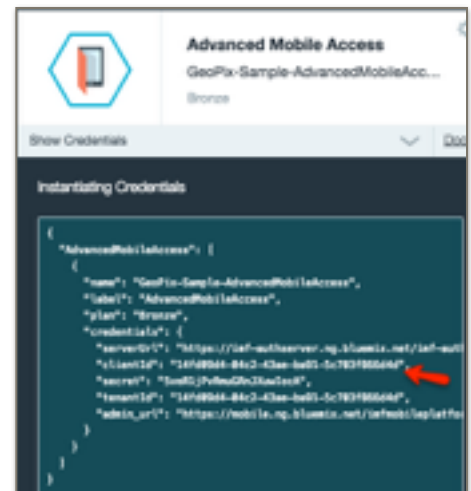 Advanced Mobile Access
GeoPix-Sample-AdvancedMobileAcc...
Bronze
Show Credentials
Instantiating Credentials
{
"AdvancedMobileAccess": [
{
"name": "GeoPix-Sample-AdvancedMobileAccess",
"label": "AdvancedMobileAccess",
"plan": "Bronze",
"credentials": {
"serverUrl": "https://imf-authserver.ng.bluemix.net/imf-aut
"clientId":
"secret":
"tenantId":
"admin_url": "https://mobile.ng.bluemix.net/imfmobileplatfo
}
}
]
}